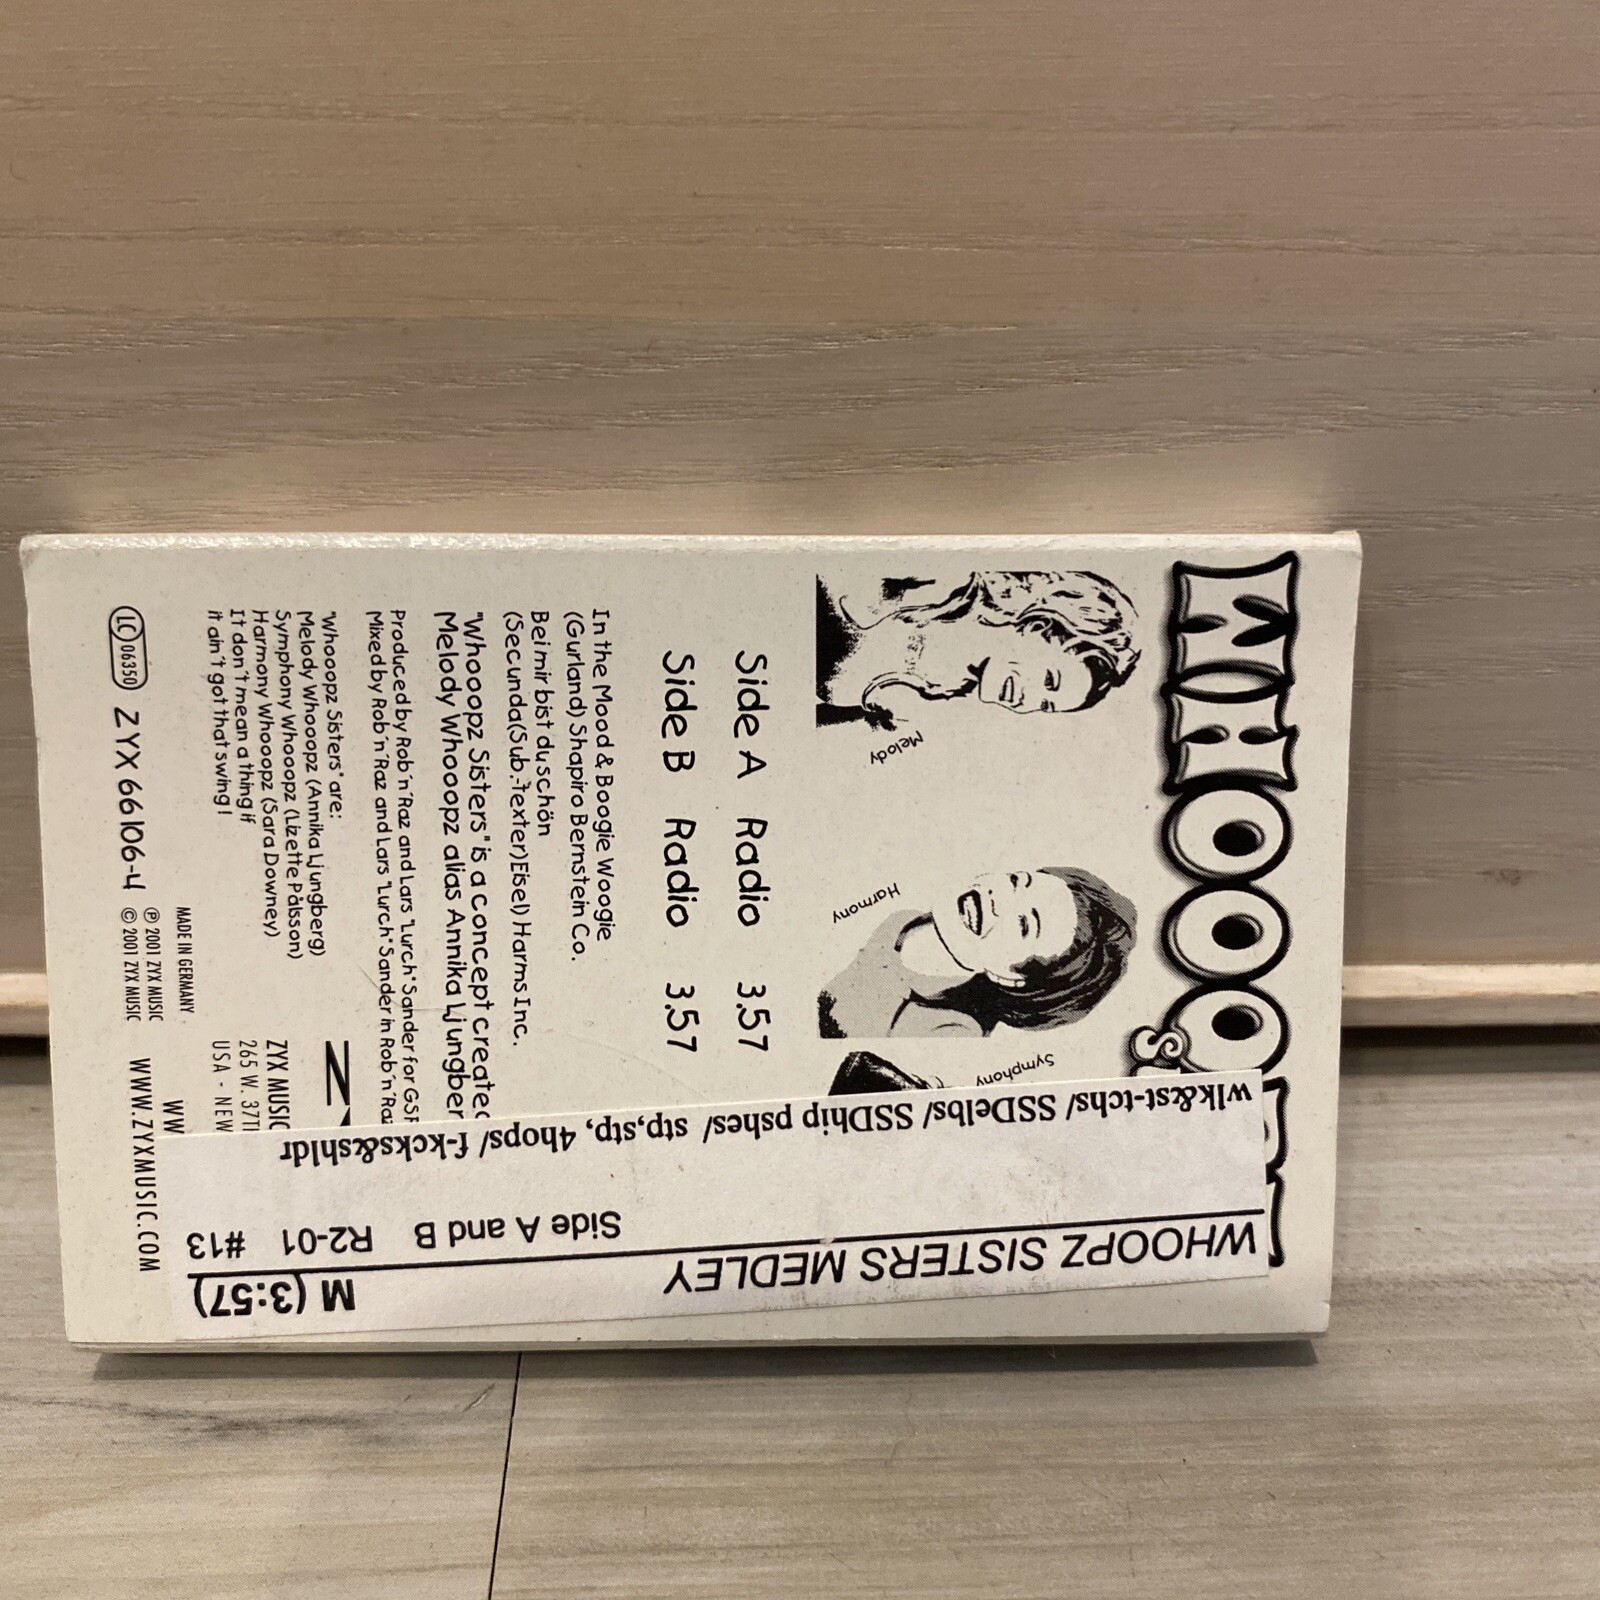 WHOOO
Melody
Harmony
Symphony
Side A Radio 3.57
Side B Radio 3.57
In the Mood & Boogie Woogie
(Gurland) Shapiro Bernstein Co.
Bei mir bist du schön
(Secunda(Sub.-Texter)Eisel) Harms Inc.
"Whooopz Sisters" is a concept created
Melody Whooopz alias Annika Ljungber
Produced by Rob'n'Raz and Lars "Lurch" Sander for GSF
Mixed by Rob'n'Raz and Lars "Lurch" Sander in Rob'n'Raz
"Whooopz Sisters" are:
Melody Whooopz (Annika Ljungberg)
Symphony Whooopz (Lizette Pålsson)
Harmony Whooopz (Sara Downey)
It don't mean a thing if
it ain't got that swing!
ZYX MUSIC
265 W. 37T
USA - NEW
WW
MADE IN GERMANY
℗ 2001 ZYX MUSIC
© 2001 ZYX MUSIC
WWW.ZYXMUSIC.COM
LC 06350 ZYX 66106-4
WHOOPZ SISTERS MEDLEY M (3:57)
Side A and B R2-01 #13
wlk&st-tchs/ SSDelbs/ SSDhip pshes/ stp,stp, 4hops/ f-kcks&shldr